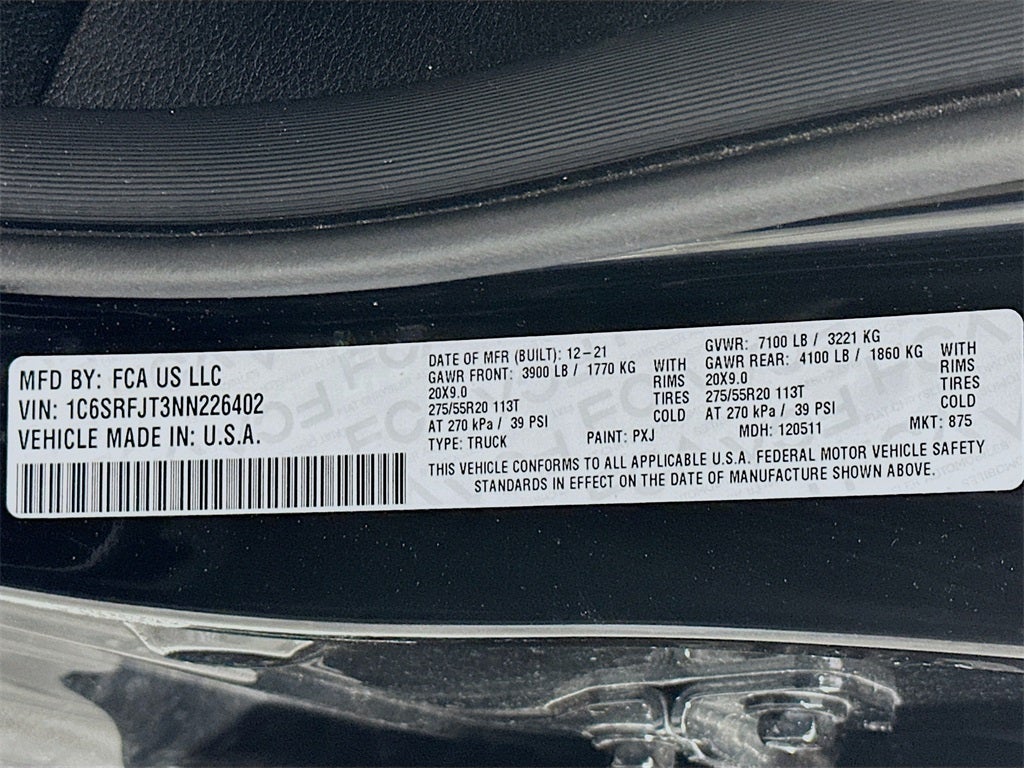 MFD BY: FCA US LLC
VIN: 1C6SRFJT3NN226402
VEHICLE MADE IN: U.S.A.
DATE OF MFR (BUILT): 12-21
GAWR FRONT: 3900 LB / 1770 KG WITH
20X9.0 RIMS
275/55R20 113T TIRES
AT 270 kPa / 39 PSI COLD
TYPE: TRUCK PAINT: PXJ
GVWR: 7100 LB / 3221 KG
GAWR REAR: 4100 LB / 1860 KG WITH
20X9.0 RIMS
275/55R20 113T TIRES
AT 270 kPa / 39 PSI COLD
MDH: 120511 MKT: 875
THIS VEHICLE CONFORMS TO ALL APPLICABLE U.S.A. FEDERAL MOTOR VEHICLE SAFETY
STANDARDS IN EFFECT ON THE DATE OF MANUFACTURE SHOWN ABOVE.